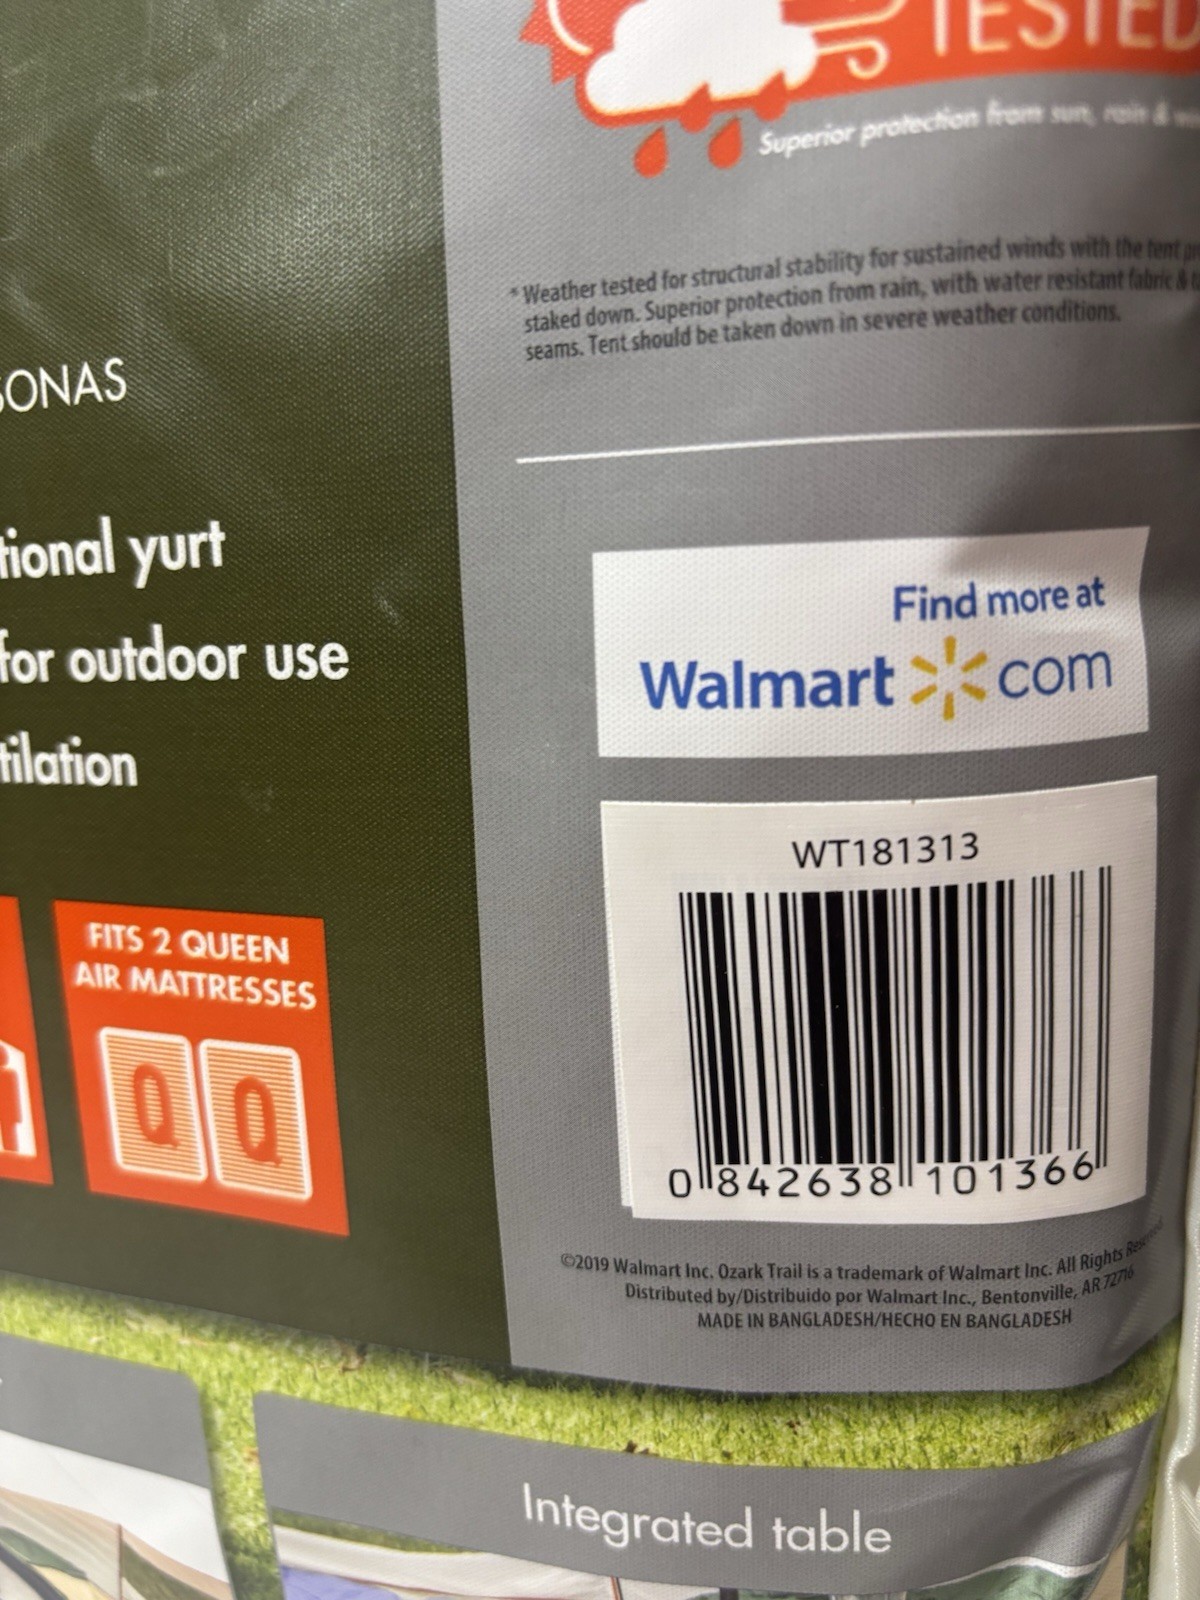 TESTED
Superior protection from sun, rain &
* Weather tested for structural stability for sustained winds with the tent
staked down. Superior protection from rain, with water resistant fabric &
seams. Tent should be taken down in severe weather conditions.
SONAS
tional yurt
for outdoor use
tilation
Find more at
Walmart com
WT181313
0 842638 101366
FITS 2 QUEEN
AIR MATTRESSES
Q Q
©2019 Walmart Inc. Ozark Trail is a trademark of Walmart Inc. All Rights
Distributed by/Distribuido por Walmart Inc., Bentonville, AR 72716
MADE IN BANGLADESH/HECHO EN BANGLADESH
Integrated table